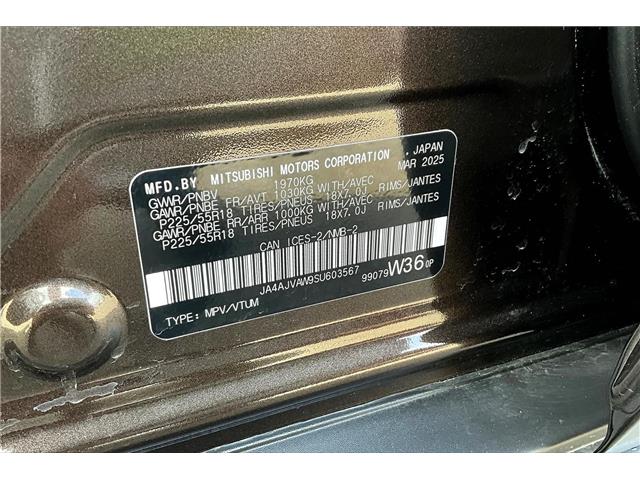 MFD.BY MITSUBISHI MOTORS CORPORATION , JAPAN
GVWR/PNBV 1970KG MAR 2025
GAWR/PNBE FR/AVT 1030KG WITH/AVEC
P225/55R18 TIRES/PNEUS 18X7.0J RIMS/JANTES
GAWR/PNBE RR/ARR 1000KG WITH/AVEC
P225/55R18 TIRES/PNEUS 18X7.0J RIMS/JANTES
CAN ICES-2/NMB-2
JA4AJVAW9SU603567
99079 W36 0P
TYPE: MPV/VTUM